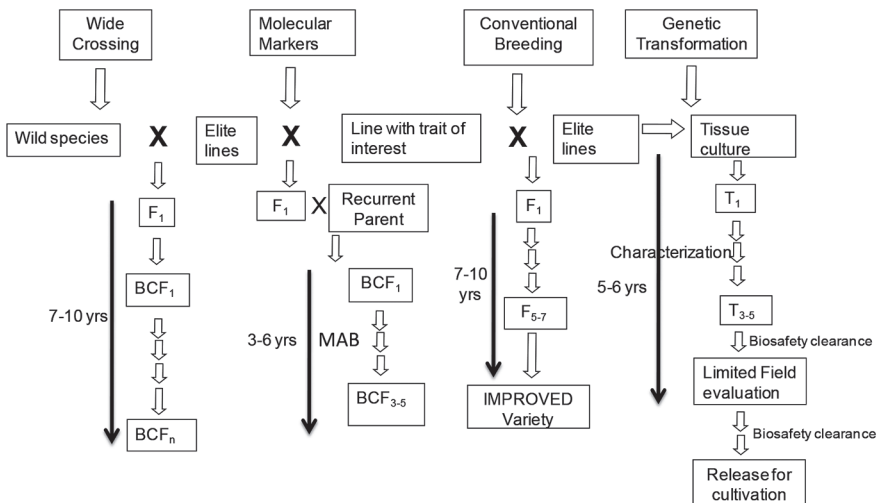 Wide
Crossing
Molecular
Markers
Conventional
Breeding
Genetic
Transformation
Wild species
X
Elite
lines
X
Line with trait of
interest
X
Elite
lines
Tissue
culture
F₁
F₁
X
Recurrent
Parent
F₁
T₁
Characterization
BCF₁
BCF₁
7-10
yrs
5-6 yrs
7-10 yrs
3-6 yrs
MAB
F₅₋₇
T₃₋₅
Biosafety clearance
Limited Field
evaluation
BCF₃₋₅
IMPROVED
Variety
BCFₙ
Biosafety clearance
Release for
cultivation